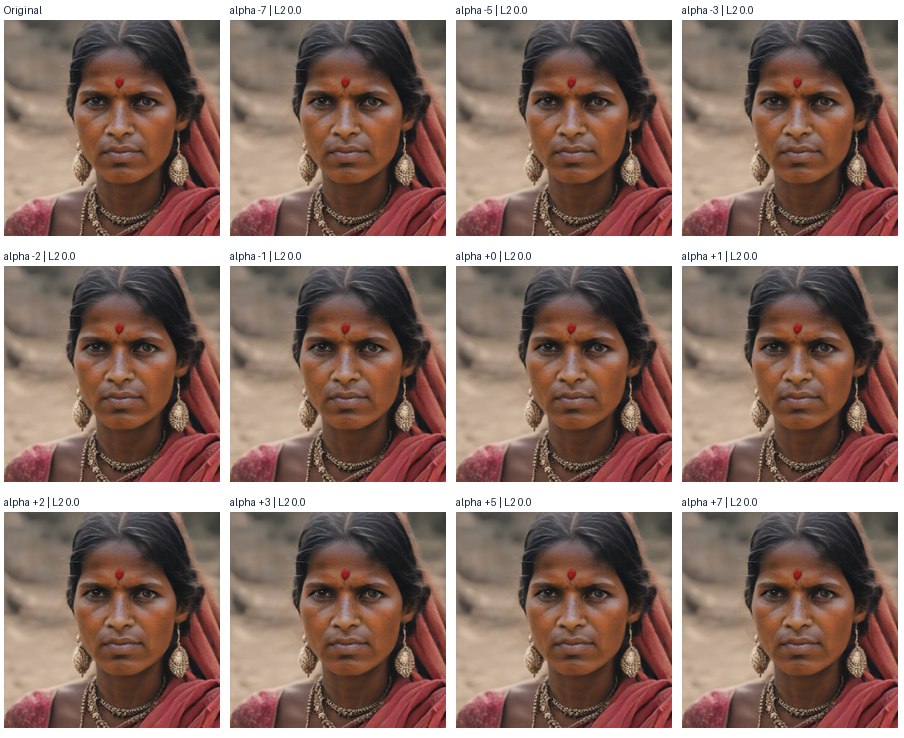 Original
alpha -7 | L2 0.0
alpha -5 | L2 0.0
alpha -3 | L2 0.0
alpha -2 | L2 0.0
alpha -1 | L2 0.0
alpha +0 | L2 0.0
alpha +1 | L2 0.0
alpha +2 | L2 0.0
alpha +3 | L2 0.0
alpha +5 | L2 0.0
alpha +7 | L2 0.0